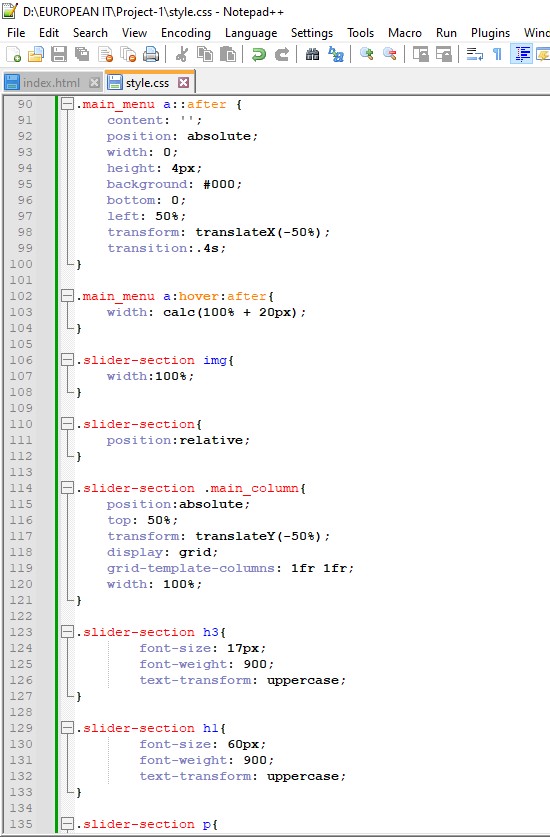 D:\EUROPEAN IT\Project-1\style.css - Notepad++
File Edit Search View Encoding Language Settings Tools Macro Run Plugins Wind
index.html style.css
90 .main_menu a::after {
91 content: '';
92 position: absolute;
93 width: 0;
94 height: 4px;
95 background: #000;
96 bottom: 0;
97 left: 50%;
98 transform: translateX(-50%);
99 transition:.4s;
100 }
101
102 .main_menu a:hover:after{
103 width: calc(100% + 20px);
104 }
105
106 .slider-section img{
107 width:100%;
108 }
109
110 .slider-section{
111 position:relative;
112 }
113
114 .slider-section .main_column{
115 position:absolute;
116 top: 50%;
117 transform: translateY(-50%);
118 display: grid;
119 grid-template-columns: 1fr 1fr;
120 width: 100%;
121 }
122
123 .slider-section h3{
124 font-size: 17px;
125 font-weight: 900;
126 text-transform: uppercase;
127 }
128
129 .slider-section h1{
130 font-size: 60px;
131 font-weight: 900;
132 text-transform: uppercase;
133 }
134
135 .slider-section p{